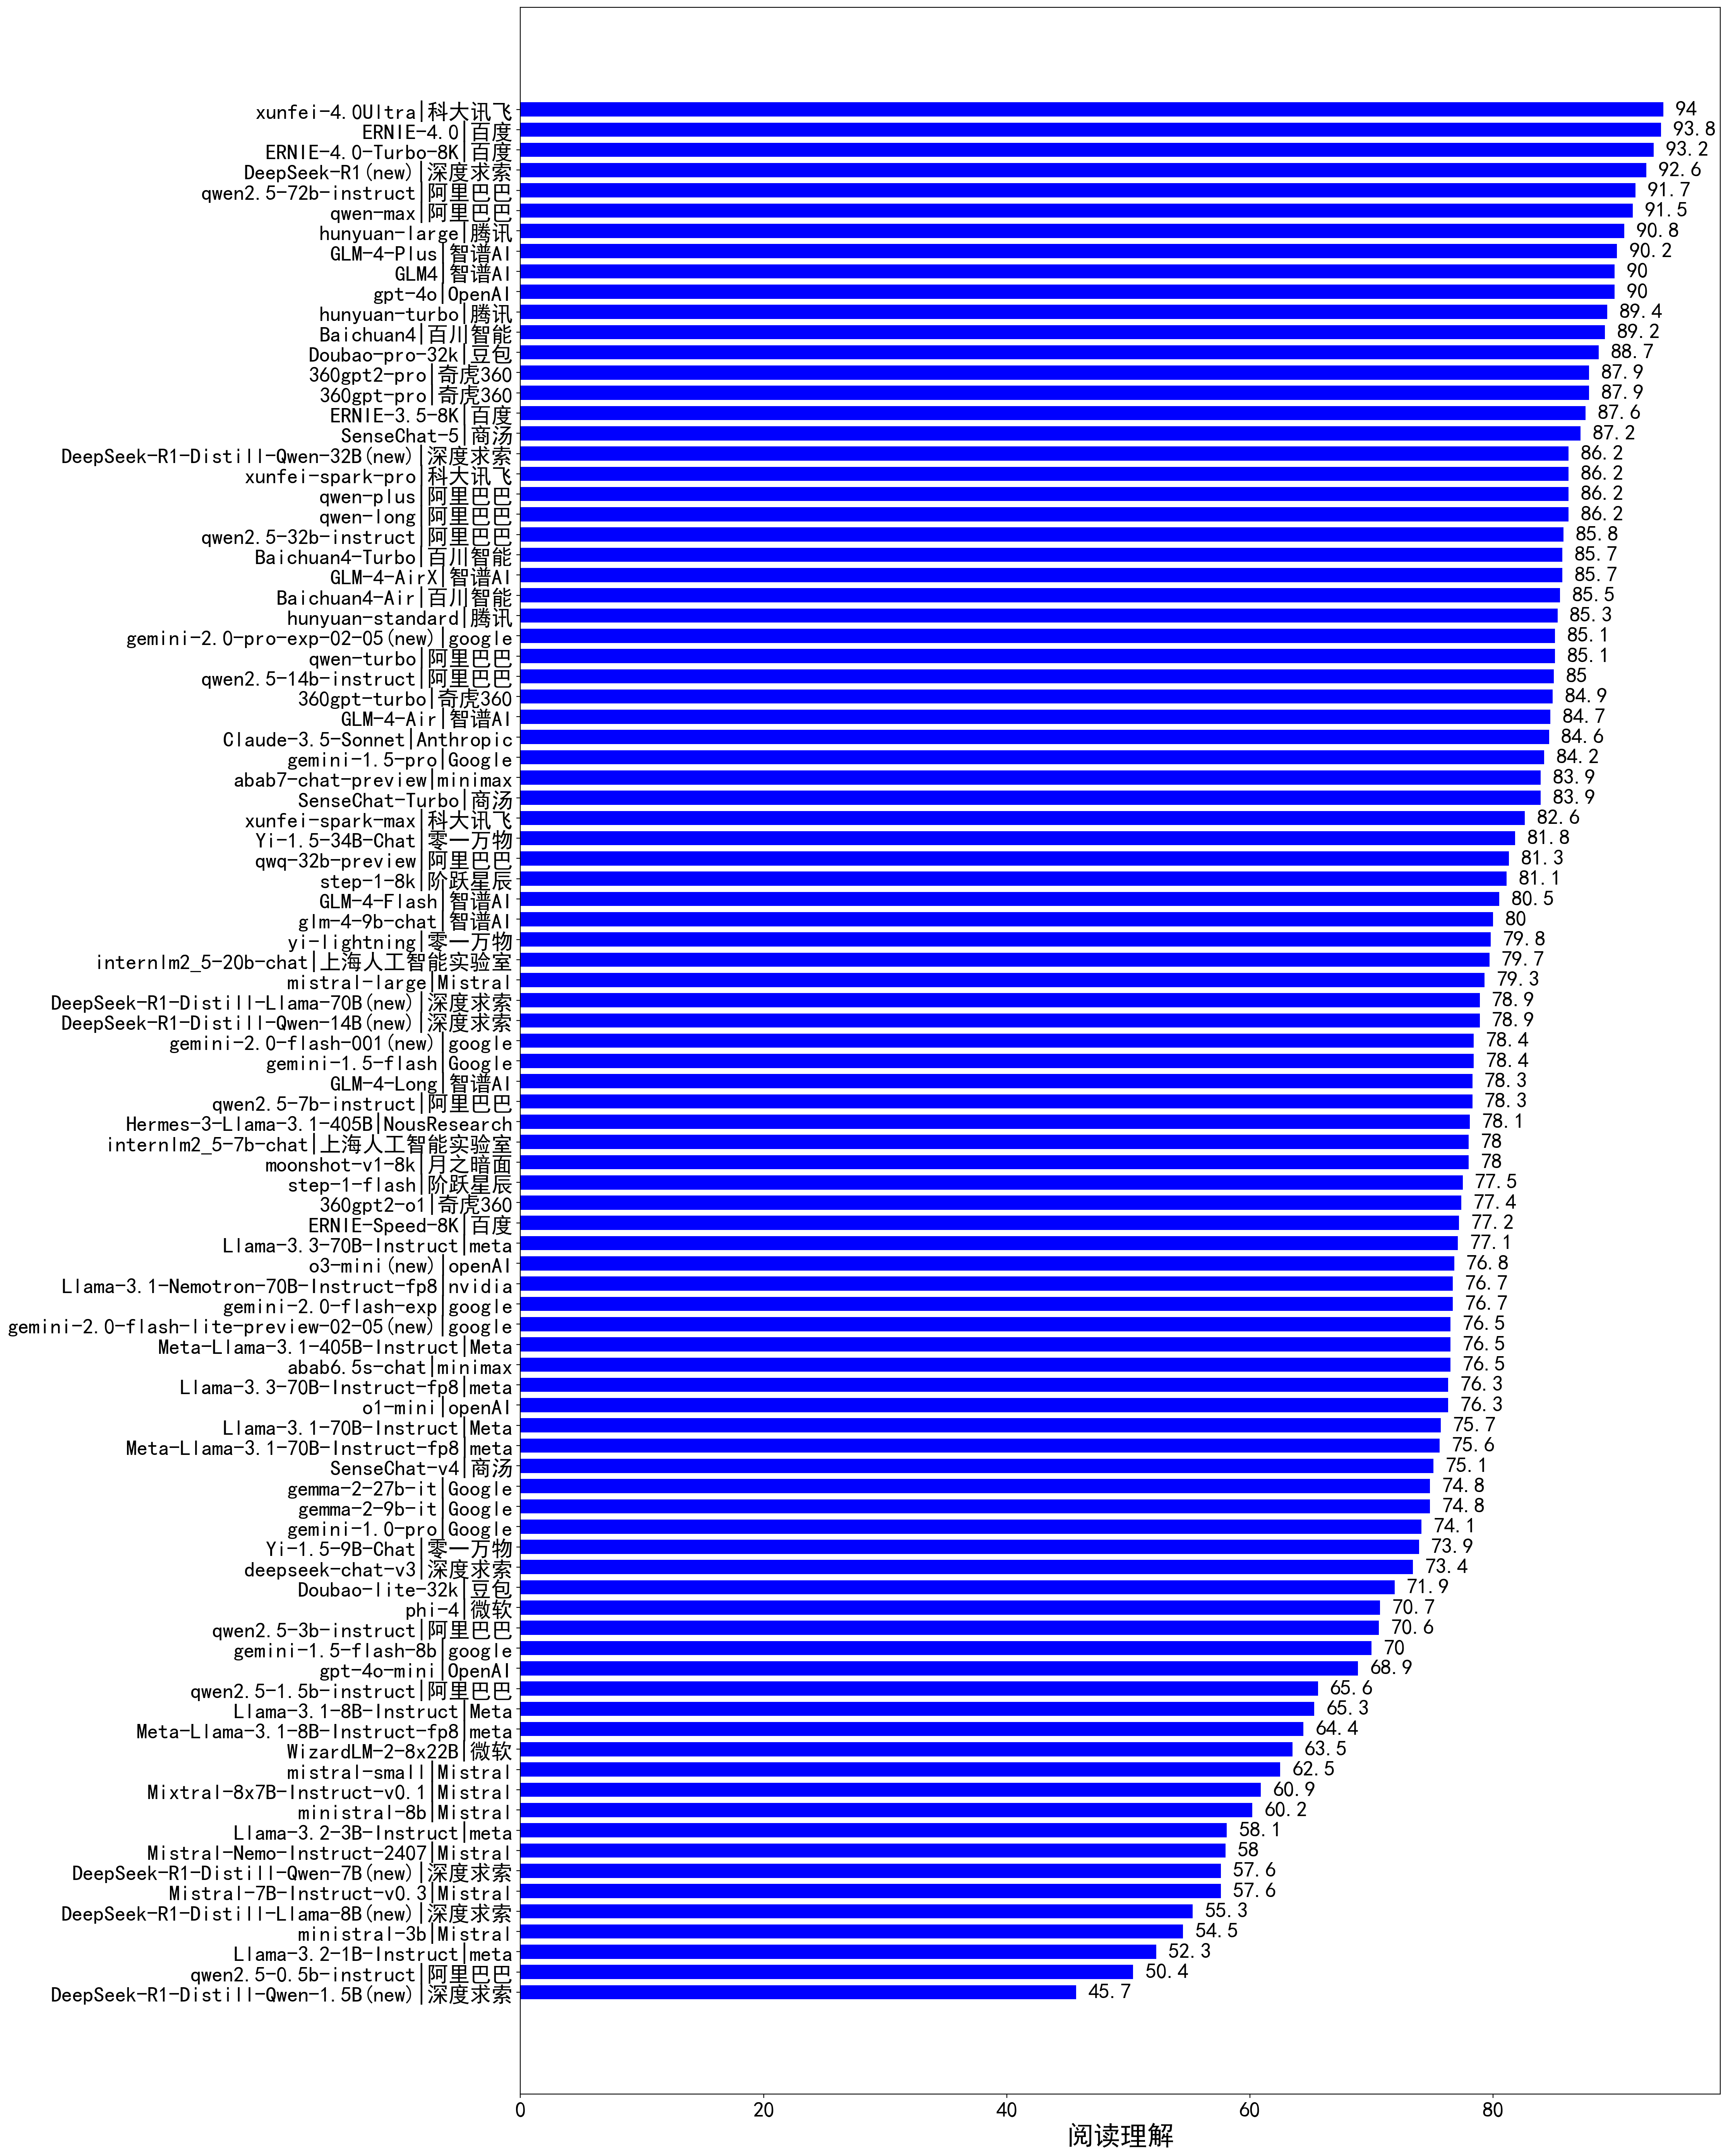 xunfei-4.0Ultra|科大讯飞 94
ERNIE-4.0|百度 93.8
ERNIE-4.0-Turbo-8K|百度 93.2
DeepSeek-R1(new)|深度求索 92.6
qwen2.5-72b-instruct|阿里巴巴 91.7
qwen-max|阿里巴巴 91.5
hunyuan-large|腾讯 90.8
GLM-4-Plus|智谱AI 90.2
GLM4|智谱AI 90
gpt-4o|OpenAI 90
hunyuan-turbo|腾讯 89.4
Baichuan4|百川智能 89.2
Doubao-pro-32k|豆包 88.7
360gpt2-pro|奇虎360 87.9
360gpt-pro|奇虎360 87.9
ERNIE-3.5-8K|百度 87.6
SenseChat-5|商汤 87.2
DeepSeek-R1-Distill-Qwen-32B(new)|深度求索 86.2
xunfei-spark-pro|科大讯飞 86.2
qwen-plus|阿里巴巴 86.2
qwen-long|阿里巴巴 86.2
qwen2.5-32b-instruct|阿里巴巴 85.8
Baichuan4-Turbo|百川智能 85.7
GLM-4-AirX|智谱AI 85.7
Baichuan4-Air|百川智能 85.5
hunyuan-standard|腾讯 85.3
gemini-2.0-pro-exp-02-05(new)|google 85.1
qwen-turbo|阿里巴巴 85.1
qwen2.5-14b-instruct|阿里巴巴 85
360gpt-turbo|奇虎360 84.9
GLM-4-Air|智谱AI 84.7
Claude-3.5-Sonnet|Anthropic 84.6
gemini-1.5-pro|Google 84.2
abab7-chat-preview|minimax 83.9
SenseChat-Turbo|商汤 83.9
xunfei-spark-max|科大讯飞 82.6
Yi-1.5-34B-Chat|零一万物 81.8
qwq-32b-preview|阿里巴巴 81.3
step-1-8k|阶跃星辰 81.1
GLM-4-Flash|智谱AI 80.5
glm-4-9b-chat|智谱AI 80
yi-lightning|零一万物 79.8
internlm2_5-20b-chat|上海人工智能实验室 79.7
mistral-large|Mistral 79.3
DeepSeek-R1-Distill-Llama-70B(new)|深度求索 78.9
DeepSeek-R1-Distill-Qwen-14B(new)|深度求索 78.9
gemini-2.0-flash-001(new)|google 78.4
gemini-1.5-flash|Google 78.4
GLM-4-Long|智谱AI 78.3
qwen2.5-7b-instruct|阿里巴巴 78.3
Hermes-3-Llama-3.1-405B|NousResearch 78.1
internlm2_5-7b-chat|上海人工智能实验室 78
moonshot-v1-8k|月之暗面 78
step-1-flash|阶跃星辰 77.5
360gpt2-o1|奇虎360 77.4
ERNIE-Speed-8K|百度 77.2
Llama-3.3-70B-Instruct|meta 77.1
o3-mini(new)|openAI 76.8
Llama-3.1-Nemotron-70B-Instruct-fp8|nvidia 76.7
gemini-2.0-flash-exp|google 76.7
gemini-2.0-flash-lite-preview-02-05(new)|google 76.5
Meta-Llama-3.1-405B-Instruct|Meta 76.5
abab6.5s-chat|minimax 76.5
Llama-3.3-70B-Instruct-fp8|meta 76.3
o1-mini|openAI 76.3
Llama-3.1-70B-Instruct|Meta 75.7
Meta-Llama-3.1-70B-Instruct-fp8|meta 75.6
SenseChat-v4|商汤 75.1
gemma-2-27b-it|Google 74.8
gemma-2-9b-it|Google 74.8
gemini-1.0-pro|Google 74.1
Yi-1.5-9B-Chat|零一万物 73.9
deepseek-chat-v3|深度求索 73.4
Doubao-lite-32k|豆包 71.9
phi-4|微软 70.7
qwen2.5-3b-instruct|阿里巴巴 70.6
gemini-1.5-flash-8b|google 70
gpt-4o-mini|OpenAI 68.9
qwen2.5-1.5b-instruct|阿里巴巴 65.6
Llama-3.1-8B-Instruct|Meta 65.3
Meta-Llama-3.1-8B-Instruct-fp8|meta 64.4
WizardLM-2-8x22B|微软 63.5
mistral-small|Mistral 62.5
Mixtral-8x7B-Instruct-v0.1|Mistral 60.9
ministral-8b|Mistral 60.2
Llama-3.2-3B-Instruct|meta 58.1
Mistral-Nemo-Instruct-2407|Mistral 58
DeepSeek-R1-Distill-Qwen-7B(new)|深度求索 57.6
Mistral-7B-Instruct-v0.3|Mistral 57.6
DeepSeek-R1-Distill-Llama-8B(new)|深度求索 55.3
ministral-3b|Mistral 54.5
Llama-3.2-1B-Instruct|meta 52.3
qwen2.5-0.5b-instruct|阿里巴巴 50.4
DeepSeek-R1-Distill-Qwen-1.5B(new)|深度求索 45.7
0 20 40 60 80
阅读理解